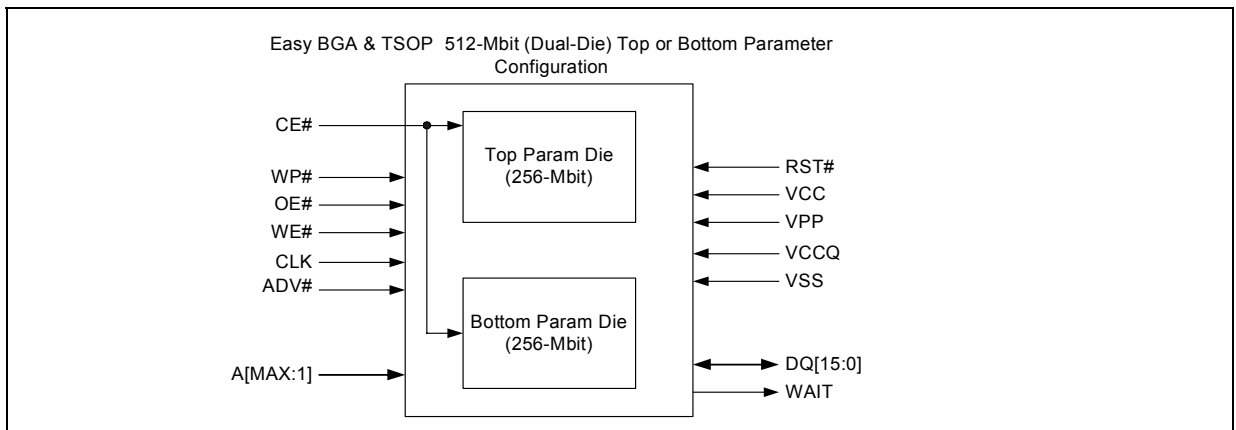 Easy BGA & TSOP 512-Mbit (Dual-Die) Top or Bottom Parameter
Configuration
CE#
WP#
OE#
WE#
CLK
ADV#
A[MAX:1]
Top Param Die
(256-Mbit)
Bottom Param Die
(256-Mbit)
RST#
VCC
VPP
VCCQ
VSS
DQ[15:0]
WAIT